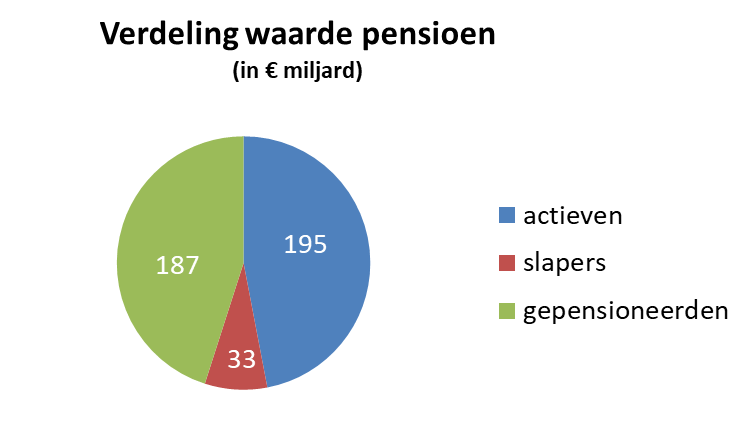 Verdeling waarde pensioen
(in € miljard)
195
187
33
actieven
slapers
gepensioneerden